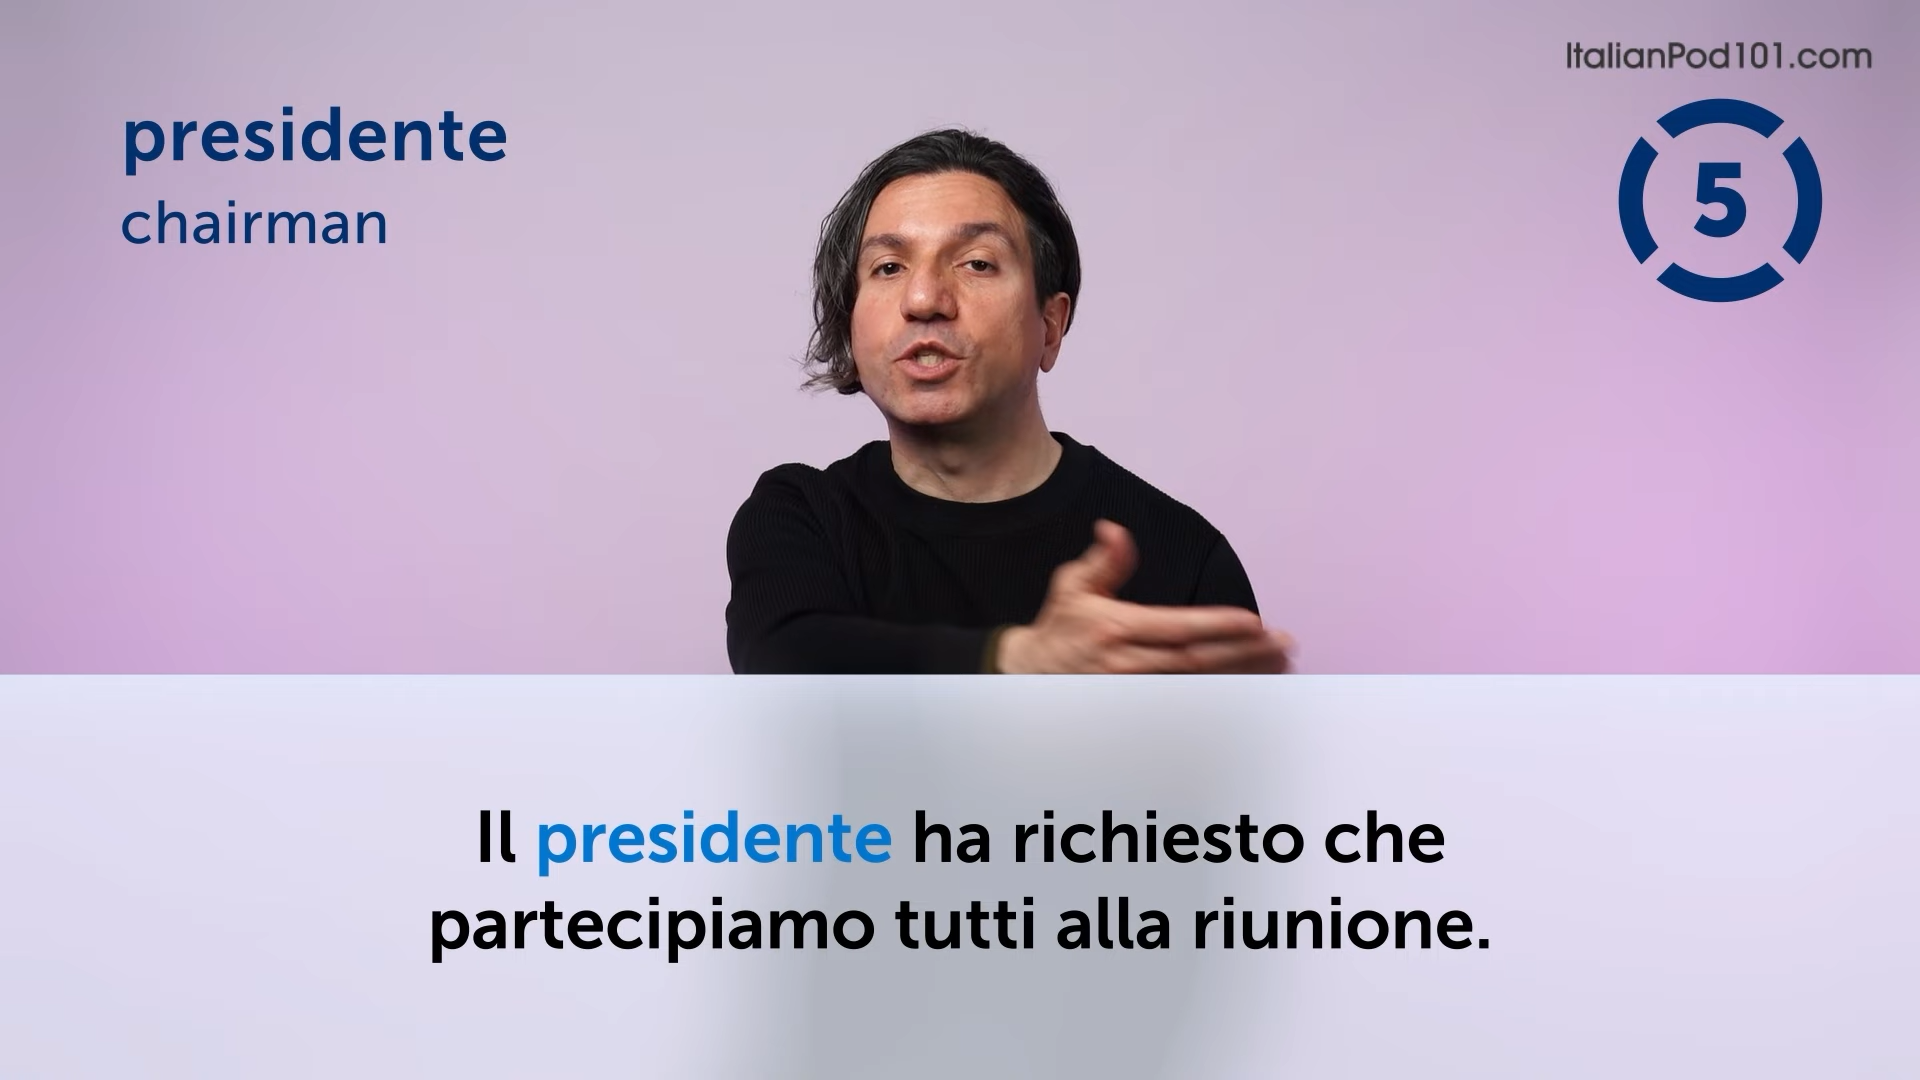 ItalianPod101.com
presidente
chairman
5
Il presidente ha richiesto che
partecipiamo tutti alla riunione.